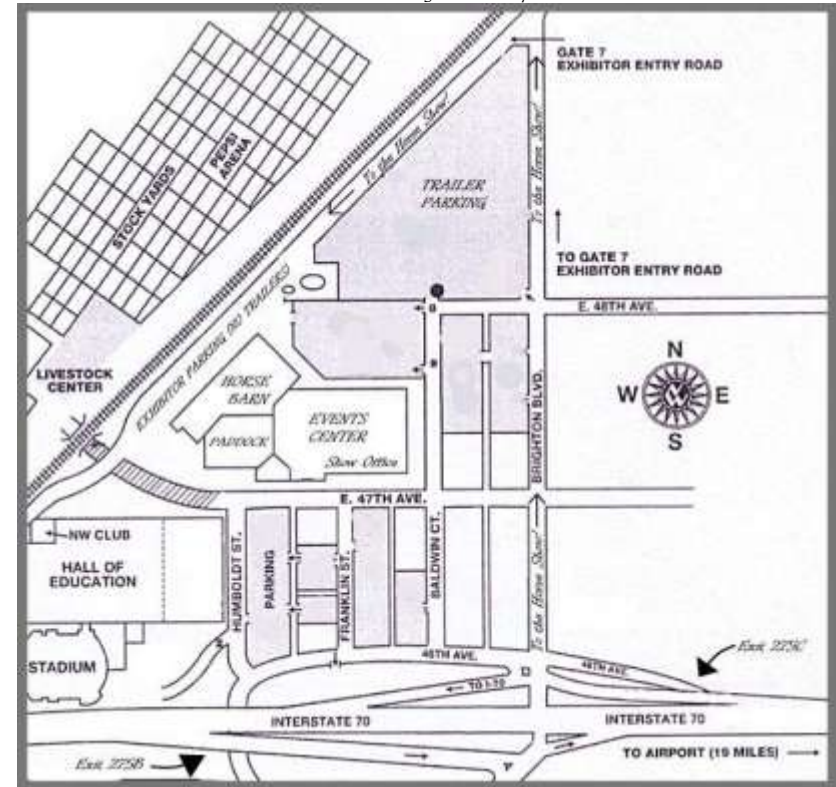 GATE 7
EXHIBITOR ENTRY ROAD
To the Horse Show!
To the Horse Show!
PEPSI
ARENA
STOCK YARDS
TRAILER
PARKING
TO GATE 7
EXHIBITOR ENTRY ROAD
E. 48TH AVE.
EXHIBITOR PARKING (NO TRAILERS)
LIVESTOCK
CENTER
HORSE
BARN
PADDOCK
EVENTS
CENTER
Show Office
N
W
E
S
BRIGHTON BLVD.
E. 47TH AVE.
NW CLUB
HALL OF
EDUCATION
HUMBOLDT ST.
PARKING
FRANKLIN ST.
BALDWIN CT.
To the Horse Show!
STADIUM
46TH AVE.
46TH AVE.
Exit 275C
TO I-70
INTERSTATE 70
INTERSTATE 70
TO AIRPORT (19 MILES)
Exit 275B